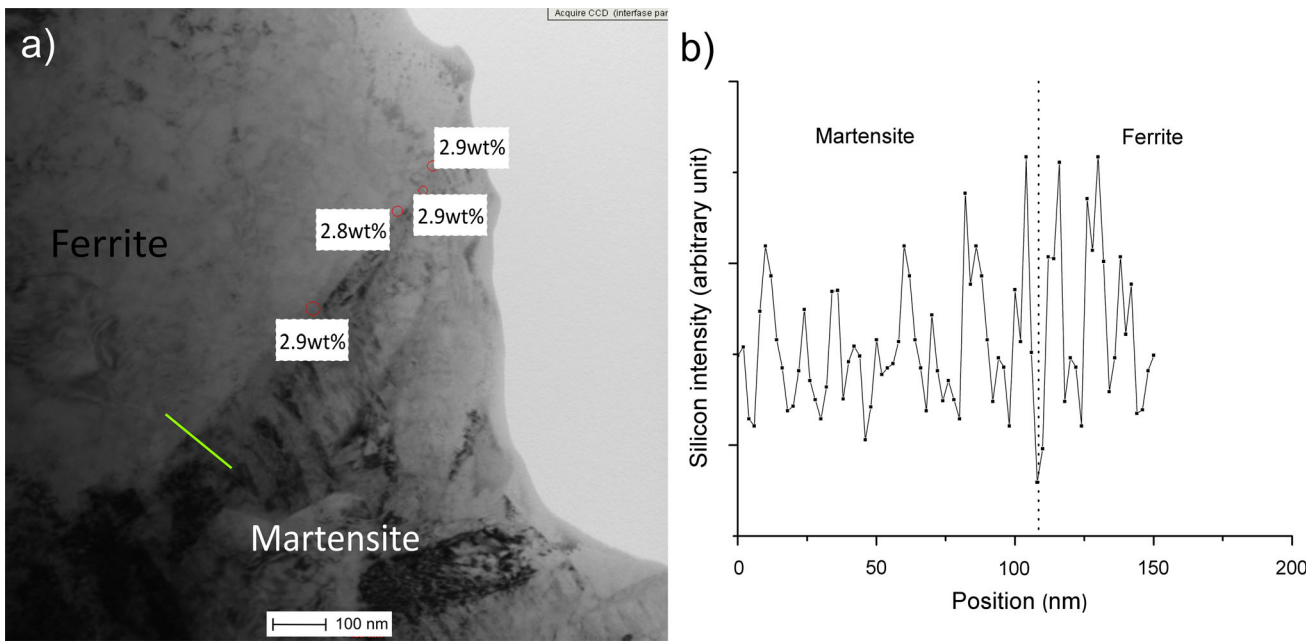 Acquire CCD (interfase par
a)
2.9wt%
2.9wt%
2.8wt%
Ferrite
2.9wt%
Martensite
100 nm
b)
Martensite
Ferrite
Silicon intensity (arbitrary unit)
0
50
100
150
200
Position (nm)